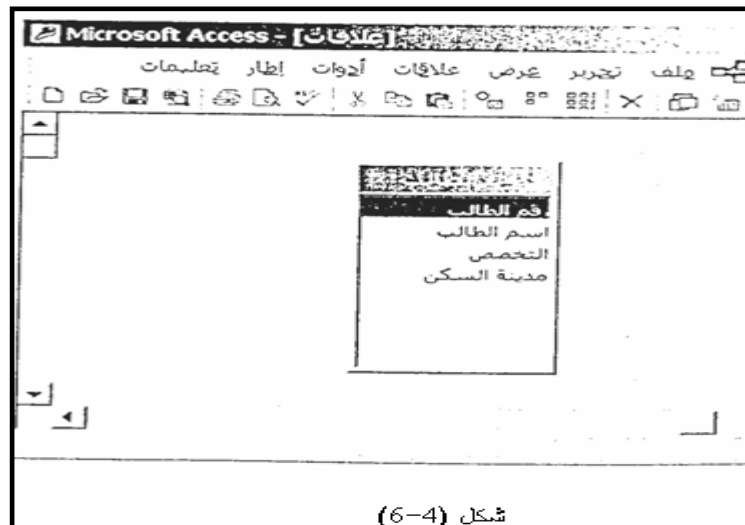 Microsoft Access - [علاقات]
ملف تحرير عرض علاقات أدوات إطار تعليمات
رقم الطالب
اسم الطالب
التخصص
مدينة السكن
شكل (4-6)